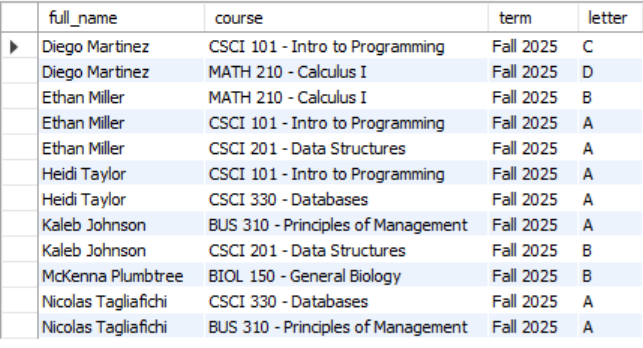 full_name course term letter
Diego Martinez CSCI 101 - Intro to Programming Fall 2025 C
Diego Martinez MATH 210 - Calculus I Fall 2025 D
Ethan Miller MATH 210 - Calculus I Fall 2025 B
Ethan Miller CSCI 101 - Intro to Programming Fall 2025 A
Ethan Miller CSCI 201 - Data Structures Fall 2025 A
Heidi Taylor CSCI 101 - Intro to Programming Fall 2025 A
Heidi Taylor CSCI 330 - Databases Fall 2025 A
Kaleb Johnson BUS 310 - Principles of Management Fall 2025 A
Kaleb Johnson CSCI 201 - Data Structures Fall 2025 B
McKenna Plumbtree BIOL 150 - General Biology Fall 2025 B
Nicolas Tagliafichi CSCI 330 - Databases Fall 2025 A
Nicolas Tagliafichi BUS 310 - Principles of Management Fall 2025 A